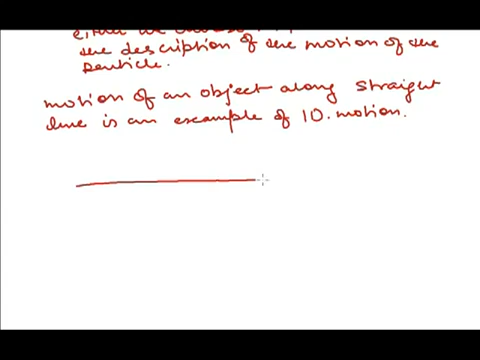 the description of the motion of the
particle.
motion of an object along straight
line is an example of 1D. motion.